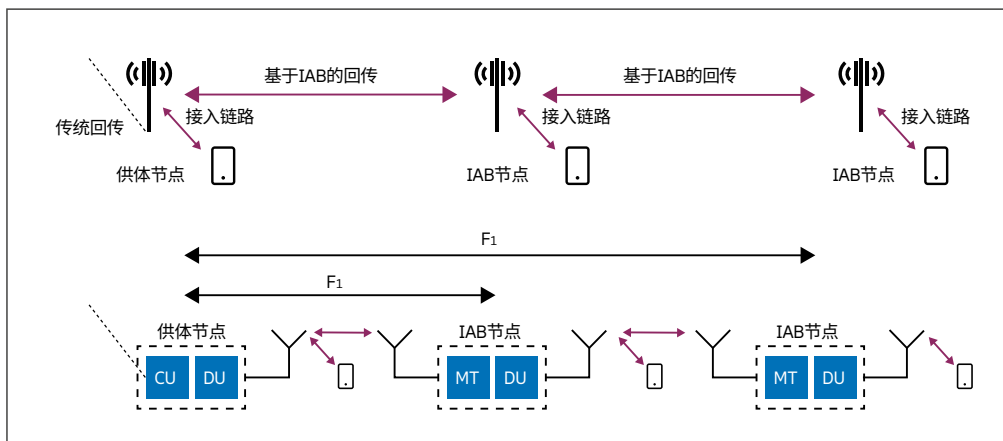 基于IAB的回传
基于IAB的回传
传统回传
接入链路
接入链路
接入链路
供体节点
IAB节点
IAB节点
F1
F1
供体节点
IAB节点
IAB节点
CU
DU
MT
DU
MT
DU